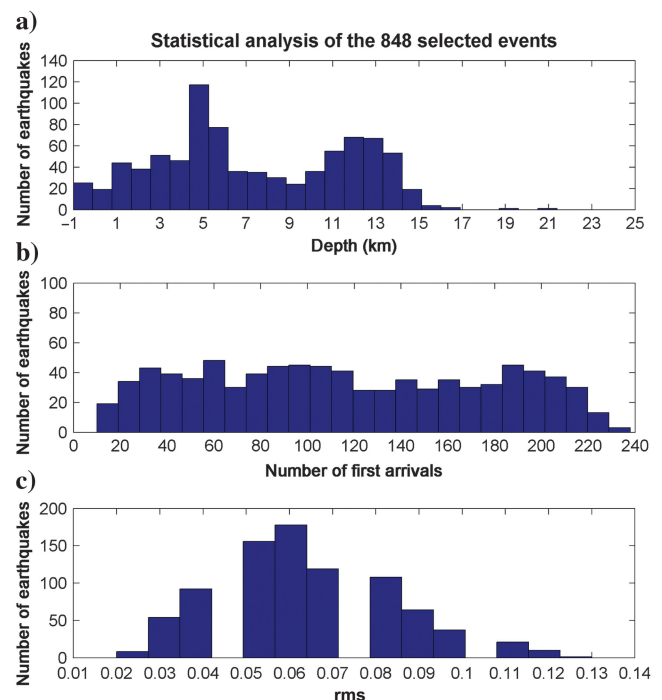 a)
Statistical analysis of the 848 selected events
Number of earthquakes
140
120
100
80
60
40
20
0
−1 1 3 5 7 9 11 13 15 17 19 21 23 25
Depth (km)
b)
Number of earthquakes
100
80
60
40
20
0
0 20 40 60 80 100 120 140 160 180 200 220 240
Number of first arrivals
c)
Number of earthquakes
200
150
100
50
0
0.01 0.02 0.03 0.04 0.05 0.06 0.07 0.08 0.09 0.1 0.11 0.12 0.13 0.14
rms